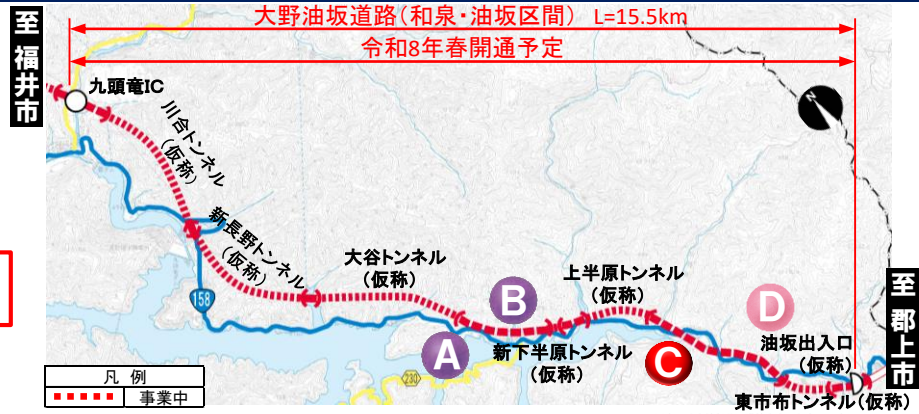 大野油坂道路(和泉・油坂区間) L=15.5km
令和8年春開通予定
至 福井市
九頭竜IC
川合トンネル
(仮称)
新長野トンネル
(仮称)
大谷トンネル
(仮称)
上半原トンネル
(仮称)
158
A
B
C
D
新下半原トンネル
(仮称)
230
油坂出入口
(仮称)
至 郡上市
東市布トンネル(仮称)
N
凡 例
事業中